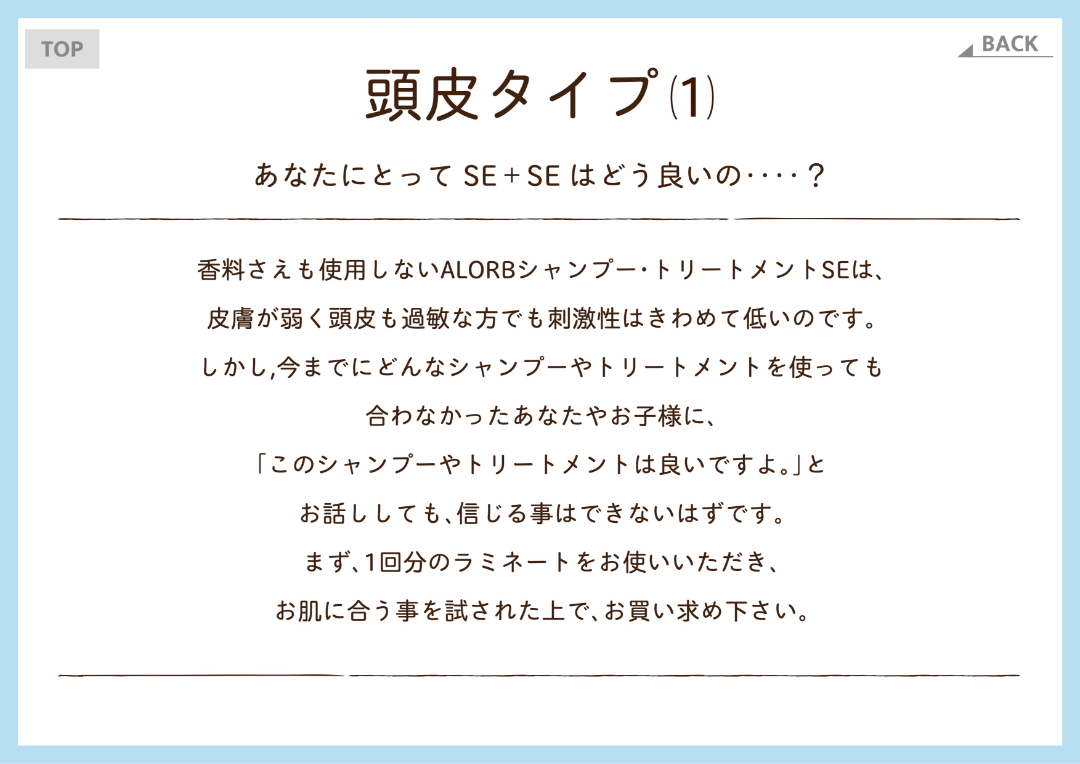 TOP
BACK
頭皮タイプ(1)
あなたにとって SE＋SE はどう良いの････？
香料さえも使用しないALORBシャンプー･トリートメントSEは、
皮膚が弱く頭皮も過敏な方でも刺激性はきわめて低いのです。
しかし,今までにどんなシャンプーやトリートメントを使っても
合わなかったあなたやお子様に、
｢このシャンプーやトリートメントは良いですよ。｣と
お話ししても、信じる事はできないはずです。
まず、1回分のラミネートをお使いいただき、
お肌に合う事を試された上で、お買い求め下さい。